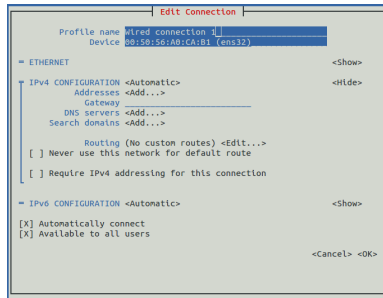 Edit Connection
Profile name Wired connection 1
Device 00:50:56:A0:CA:B1 (ens32)
= ETHERNET <Show>
IPv4 CONFIGURATION <Automatic> <Hide>
Addresses <Add...>
Gateway
DNS servers <Add...>
Search domains <Add...>
Routing (No custom routes) <Edit...>
[ ] Never use this network for default route
[ ] Require IPv4 addressing for this connection
= IPv6 CONFIGURATION <Automatic> <Show>
[X] Automatically connect
[X] Available to all users
<Cancel> <OK>